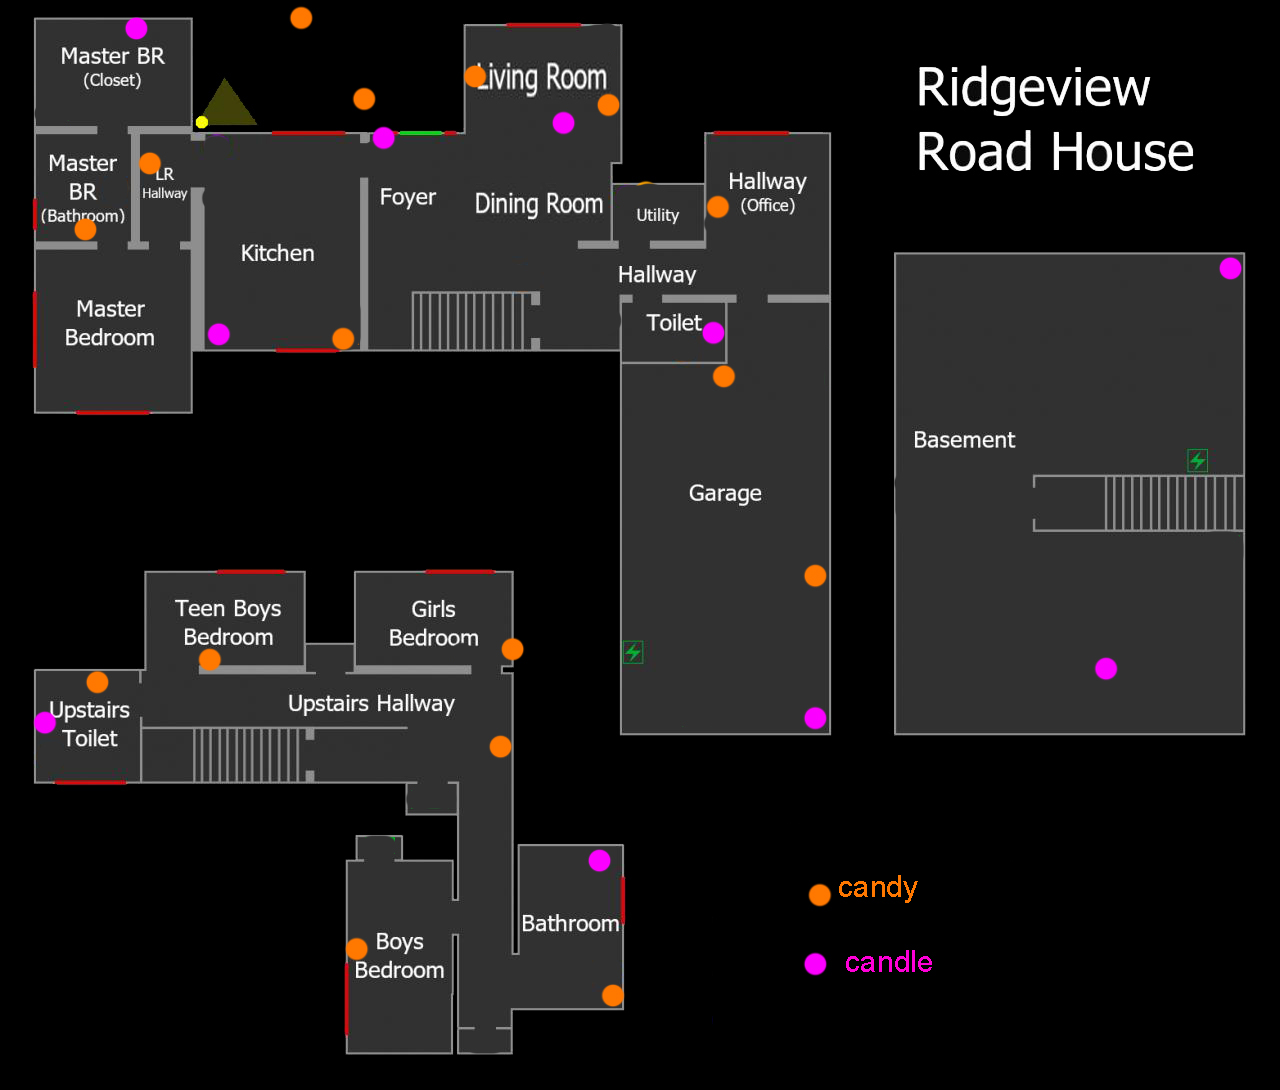 Ridgeview
Road House
Master BR
(Closet)
Living Room
Master
BR
(Bathroom)
LR
Hallway
Foyer
Dining Room
Utility
Hallway
(Office)
Kitchen
Hallway
Master
Bedroom
Toilet
Basement
Garage
Teen Boys
Bedroom
Girls
Bedroom
Upstairs Hallway
Upstairs
Toilet
Bathroom
Boys
Bedroom
candy
candle